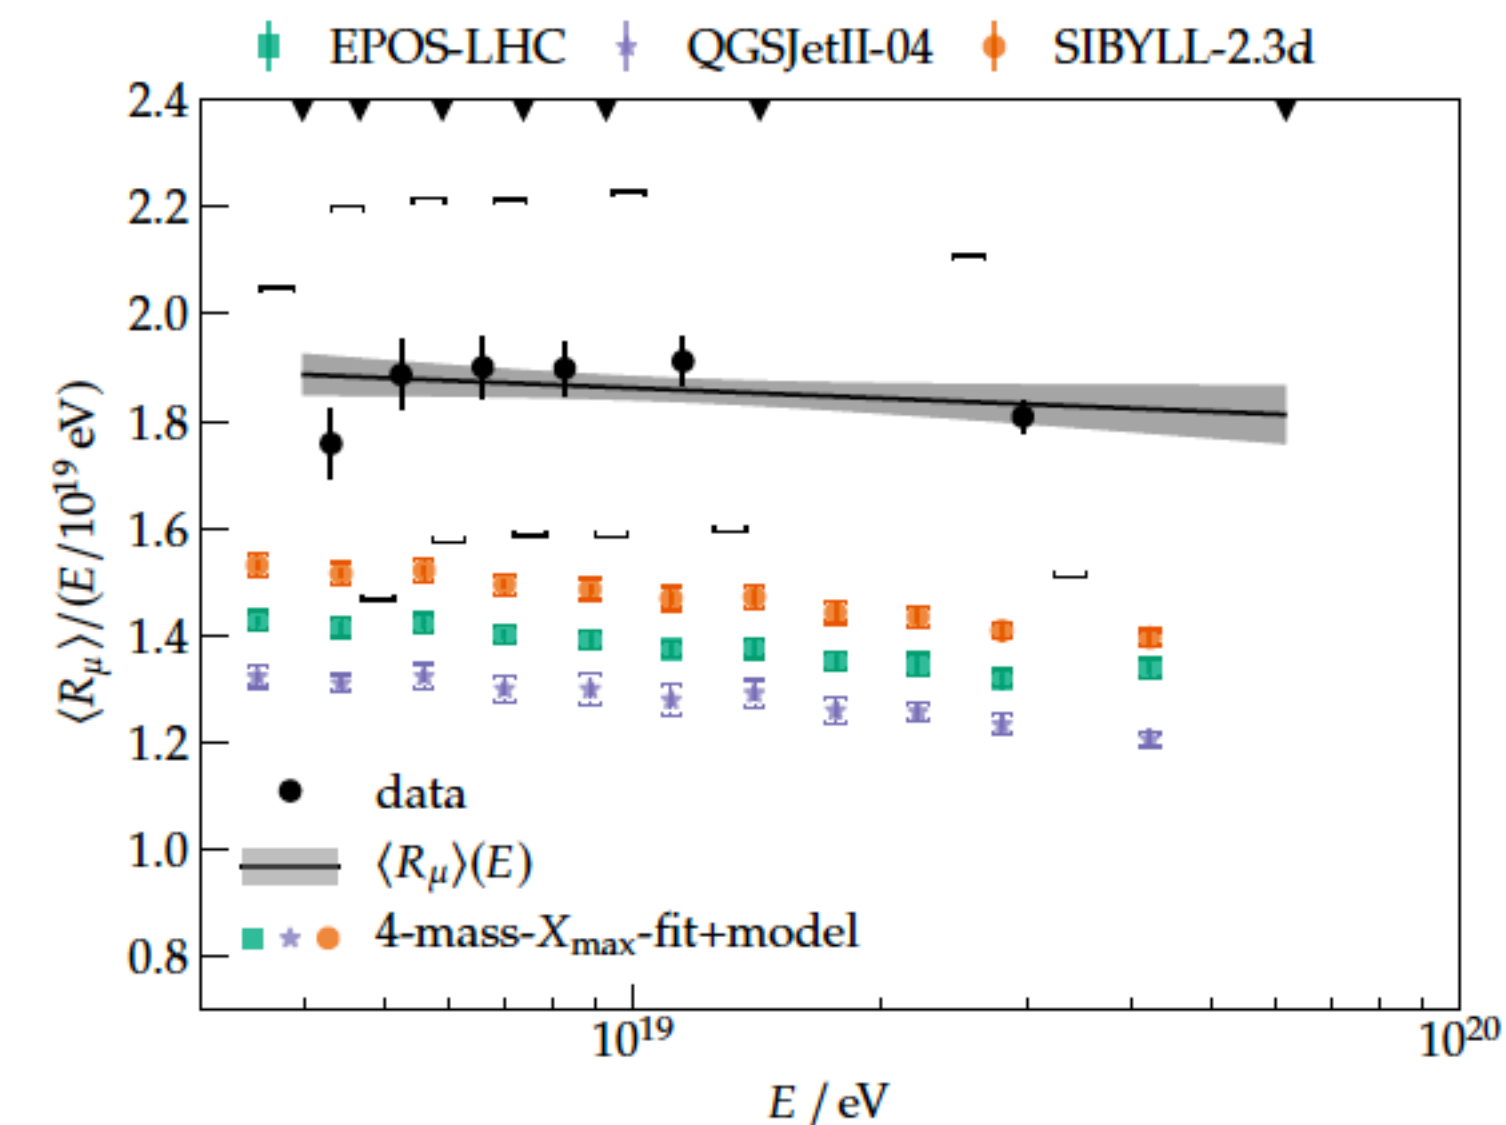 EPOS-LHC QGSJetII-04 SIBYLL-2.3d
2.4
2.2
2.0
1.8
1.6
1.4
1.2
1.0
0.8
⟨Rμ⟩/(E/10¹⁹ eV)
data
⟨Rμ⟩(E)
4-mass-Xmax-fit+model
10¹⁹ 10²⁰
E / eV